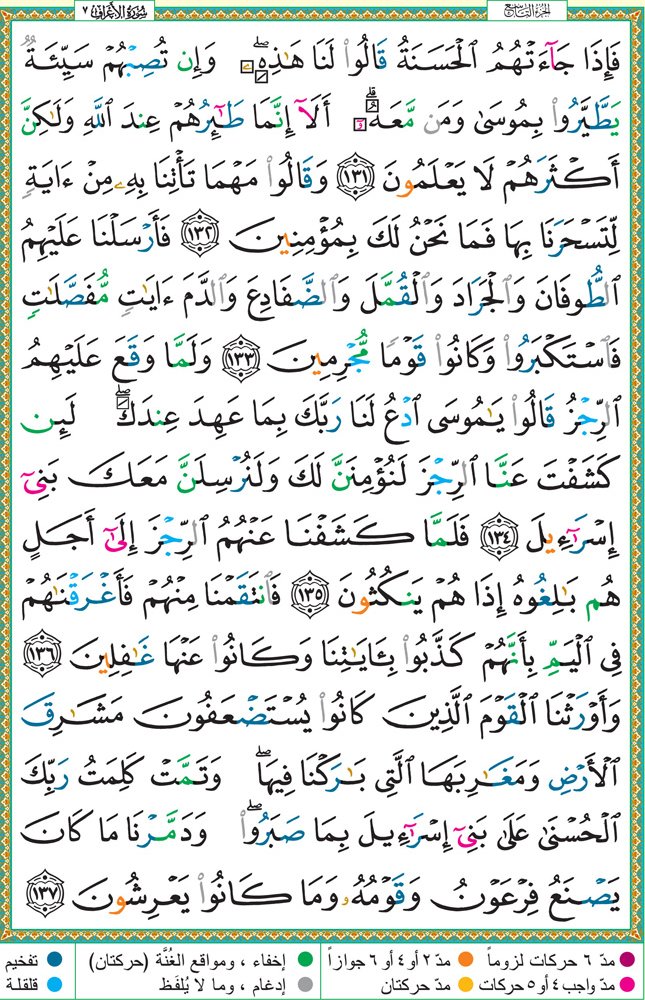 الجزء التاسع
سورة الأعراف ٧
فَإِذَا جَآءَتْهُمُ ٱلْحَسَنَةُ قَالُوا۟ لَنَا هَـٰذِهِۦۖ وَإِن تُصِبْهُمْ سَيِّئَةٌ
يَطَّيَّرُوا۟ بِمُوسَىٰ وَمَن مَّعَهُۥٓۗ أَلَآ إِنَّمَا طَـٰٓئِرُهُمْ عِندَ ٱللَّهِ وَلَـٰكِنَّ
أَكْثَرَهُمْ لَا يَعْلَمُونَ ١٣١ وَقَالُوا۟ مَهْمَا تَأْتِنَا بِهِۦ مِنْ ءَايَةٍ
لِّتَسْحَرَنَا بِهَا فَمَا نَحْنُ لَكَ بِمُؤْمِنِينَ ١٣٢ فَأَرْسَلْنَا عَلَيْهِمُ
ٱلطُّوفَانَ وَٱلْجَرَادَ وَٱلْقُمَّلَ وَٱلضَّفَادِعَ وَٱلدَّمَ ءَايَـٰتٍ مُّفَصَّلَـٰتٍ
فَٱسْتَكْبَرُوا۟ وَكَانُوا۟ قَوْمًا مُّجْرِمِينَ ١٣٣ وَلَمَّا وَقَعَ عَلَيْهِمُ
ٱلرِّجْزُ قَالُوا۟ يَـٰمُوسَى ٱدْعُ لَنَا رَبَّكَ بِمَا عَهِدَ عِندَكَۖ لَئِن
كَشَفْتَ عَنَّا ٱلرِّجْزَ لَنُؤْمِنَنَّ لَكَ وَلَنُرْسِلَنَّ مَعَكَ بَنِىٓ
إِسْرَٰٓءِيلَ ١٣٤ فَلَمَّا كَشَفْنَا عَنْهُمُ ٱلرِّجْزَ إِلَىٰٓ أَجَلٍ
هُم بَـٰلِغُوهُ إِذَا هُمْ يَنكُثُونَ ١٣٥ فَٱنتَقَمْنَا مِنْهُمْ فَأَغْرَقْنَـٰهُمْ
فِى ٱلْيَمِّ بِأَنَّهُمْ كَذَّبُوا۟ بِـَٔايَـٰتِنَا وَكَانُوا۟ عَنْهَا غَـٰفِلِينَ ١٣٦
وَأَوْرَثْنَا ٱلْقَوْمَ ٱلَّذِينَ كَانُوا۟ يُسْتَضْعَفُونَ مَشَـٰرِقَ
ٱلْأَرْضِ وَمَغَـٰرِبَهَا ٱلَّتِى بَـٰرَكْنَا فِيهَاۖ وَتَمَّتْ كَلِمَتُ رَبِّكَ
ٱلْحُسْنَىٰ عَلَىٰ بَنِىٓ إِسْرَٰٓءِيلَ بِمَا صَبَرُوا۟ۖ وَدَمَّرْنَا مَا كَانَ
يَصْنَعُ فِرْعَوْنُ وَقَوْمُهُۥ وَمَا كَانُوا۟ يَعْرِشُونَ ١٣٧
مدّ ٦ حركات لزوماً مدّ ٢ أو ٤ أو ٦ جوازاً إخفاء ، ومواقع الغُنَّة (حركتان) تفخيم
مدّ واجب ٤ أو ٥ حركات مدّ حركتان إدغام ، وما لا يُلفَظ قلقلة